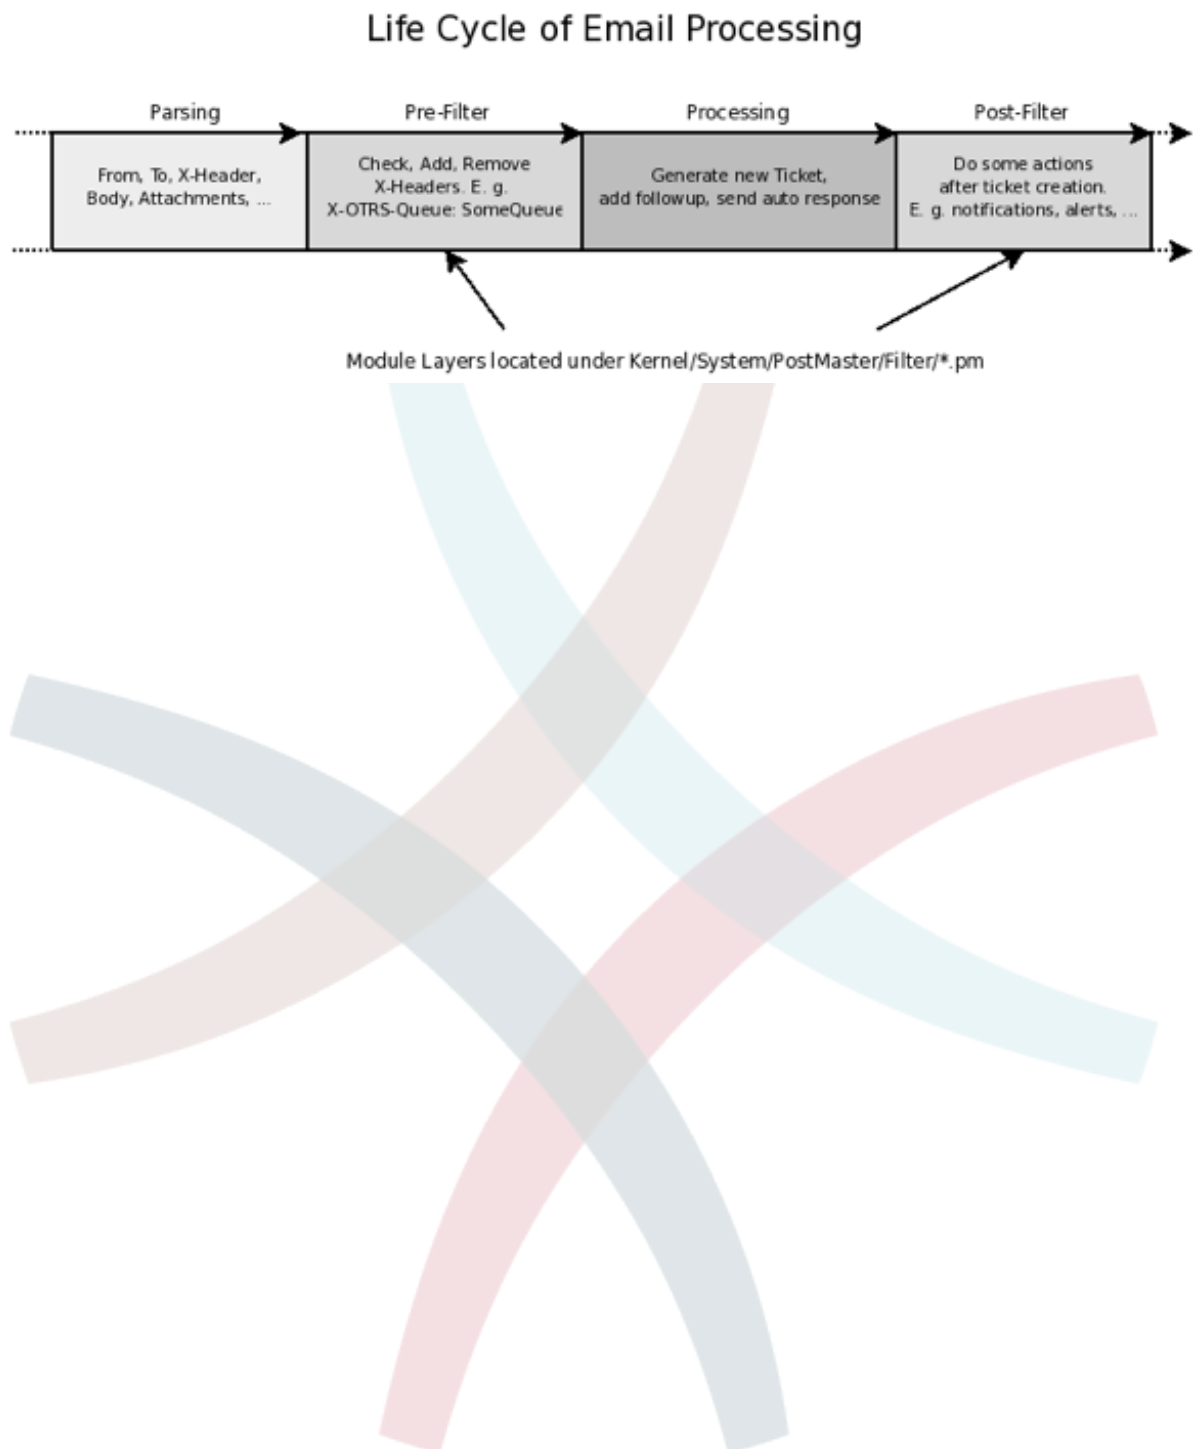 Life Cycle of Email Processing
Parsing
Pre-Filter
Processing
Post-Filter
From, To, X-Header,
Body, Attachments, ...
Check, Add, Remove
X-Headers. E. g.
X-OTRS-Queue: SomeQueue
Generate new Ticket,
add followup, send auto response
Do some actions
after ticket creation.
E. g. notifications, alerts, ...
Module Layers located under Kernel/System/PostMaster/Filter/*.pm